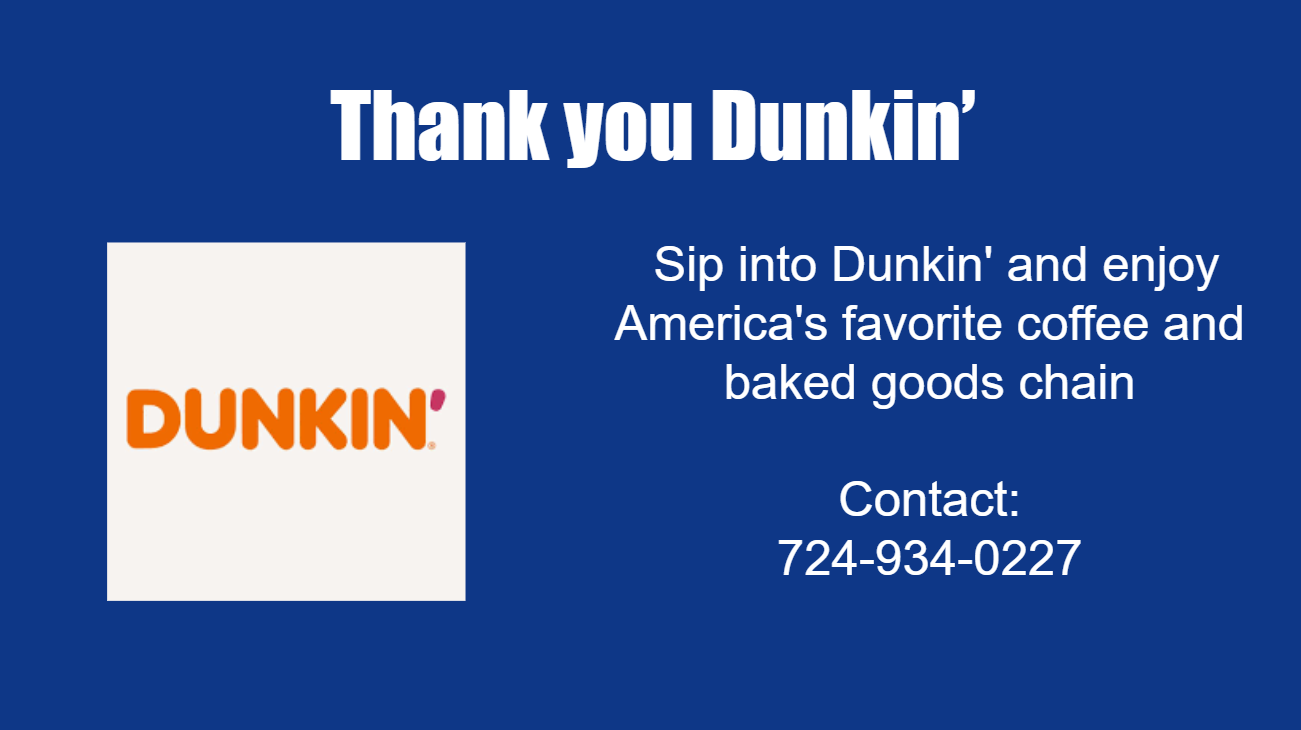 Thank you Dunkin’
Sip into Dunkin' and enjoy
America's favorite coffee and
baked goods chain
DUNKIN'®
Contact:
724-934-0227